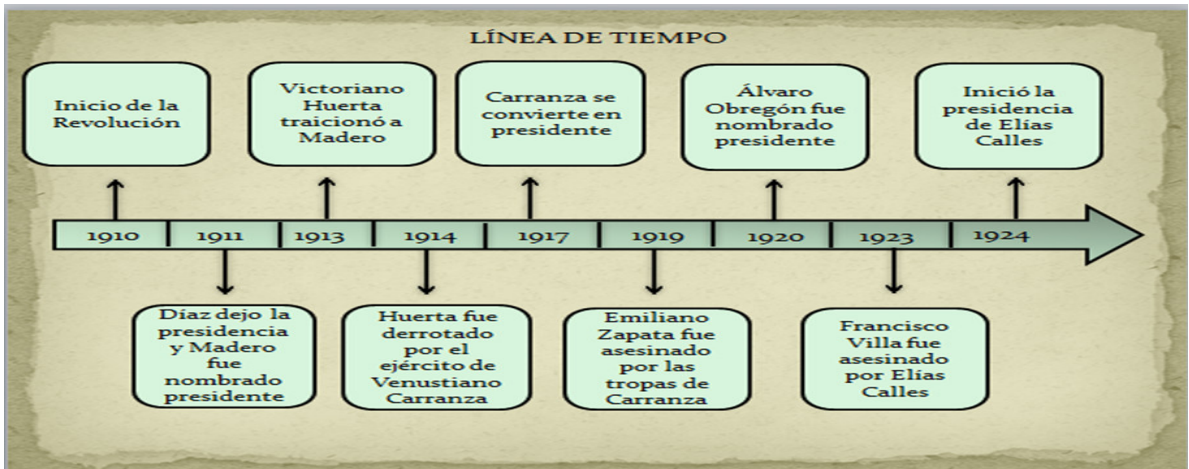 LÍNEA DE TIEMPO
Inicio de la
Revolución
Victoriano
Huerta
traicionó a
Madero
Carranza se
convierte en
presidente
Álvaro
Obregón fue
nombrado
presidente
Inició la
presidencia
de Elías
Calles
1910
1911
1913
1914
1917
1919
1920
1923
1924
Díaz dejo la
presidencia
y Madero
fue
nombrado
presidente
Huerta fue
derrotado
por el
ejército de
Venustiano
Carranza
Emiliano
Zapata fue
asesinado
por las
tropas de
Carranza
Francisco
Villa fue
asesinado
por Elías
Calles